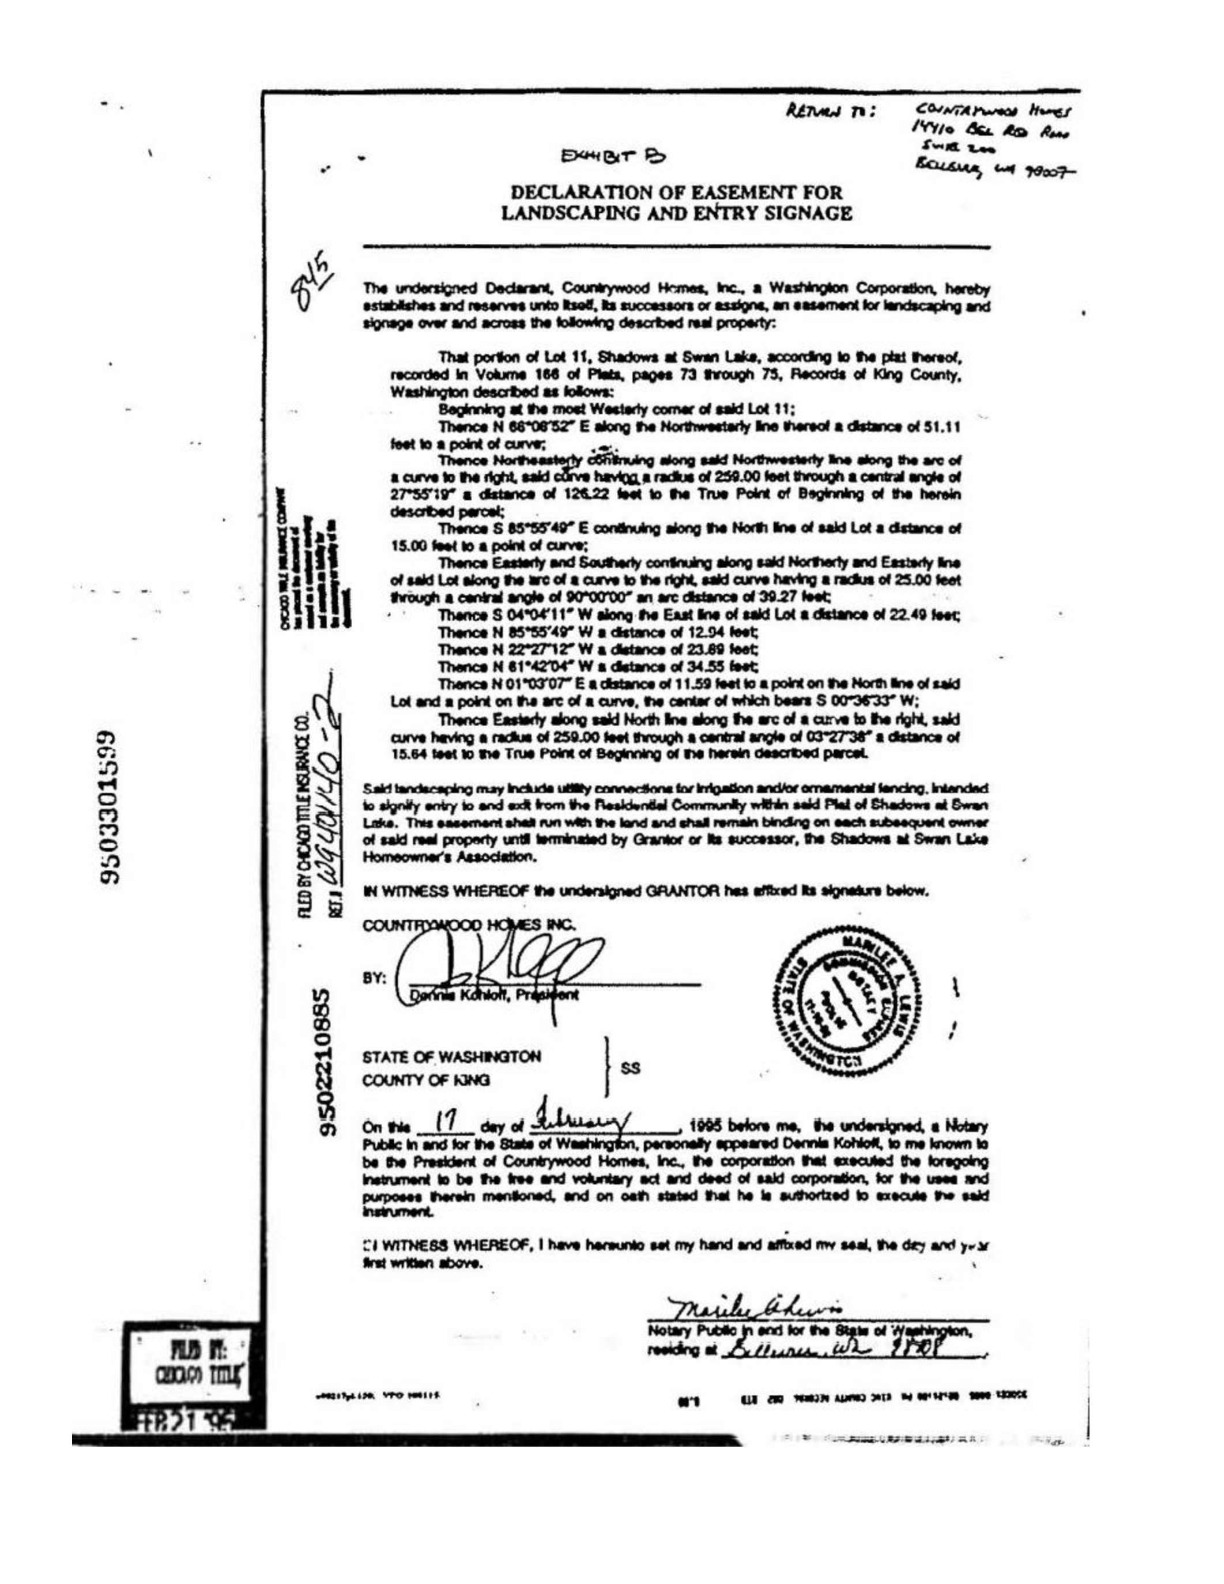 RETURN TO: COUNTRYWOOD HOMES
14410 BEL RED ROAD
SUITE 200
BELLEVUE, WA 98007
EXHIBIT B
DECLARATION OF EASEMENT FOR
LANDSCAPING AND ENTRY SIGNAGE
845
The undersigned Declarant, Countrywood Homes, Inc., a Washington Corporation, hereby
establishes and reserves unto itself, its successors or assigns, an easement for landscaping and
signage over and across the following described real property:
That portion of Lot 11, Shadows at Swan Lake, according to the plat thereof,
recorded in Volume 166 of Plats, pages 73 through 75, Records of King County,
Washington described as follows:
Beginning at the most Westerly corner of said Lot 11;
Thence N 66°08'52" E along the Northwesterly line thereof a distance of 51.11
feet to a point of curve;
Thence Northeasterly continuing along said Northwesterly line along the arc of
a curve to the right, said curve having a radius of 259.00 feet through a central angle of
27°55'19" a distance of 126.22 feet to the True Point of Beginning of the herein
described parcel;
Thence S 85°55'49" E continuing along the North line of said Lot a distance of
15.00 feet to a point of curve;
Thence Easterly and Southerly continuing along said Northerly and Easterly line
of said Lot along the arc of a curve to the right, said curve having a radius of 25.00 feet
through a central angle of 90°00'00" an arc distance of 39.27 feet;
Thence S 04°04'11" W along the East line of said Lot a distance of 22.49 feet;
Thence N 85°55'49" W a distance of 12.94 feet;
Thence N 22°27'12" W a distance of 23.89 feet;
Thence N 61°42'04" W a distance of 34.55 feet;
Thence N 01°03'07" E a distance of 11.59 feet to a point on the North line of said
Lot and a point on the arc of a curve, the center of which bears S 00°36'33" W;
Thence Easterly along said North line along the arc of a curve to the right, said
curve having a radius of 259.00 feet through a central angle of 03°27'38" a distance of
15.64 feet to the True Point of Beginning of the herein described parcel.
Said landscaping may include utility connections for irrigation and/or ornamental fencing, intended
to signify entry to and exit from the Residential Community within said Plat of Shadows at Swan
Lake. This easement shall run with the land and shall remain binding on each subsequent owner
of said real property until terminated by Grantor or its successor, the Shadows at Swan Lake
Homeowner's Association.
IN WITNESS WHEREOF the undersigned GRANTOR has affixed its signature below.
COUNTRYWOOD HOMES INC.
BY:
Dennis Kohloff, President
MARILEE A. LEWIS
STATE OF WASHINGTON
COMMISSION EXPIRES
NOTARY
PUBLIC
STATE OF WASHINGTON
COUNTY OF KING
SS
On this 17 day of February, 1995 before me, the undersigned, a Notary
Public in and for the State of Washington, personally appeared Dennis Kohloff, to me known to
be the President of Countrywood Homes, Inc., the corporation that executed the foregoing
instrument to be the free and voluntary act and deed of said corporation, for the uses and
purposes therein mentioned, and on oath stated that he is authorized to execute the said
instrument.
WITNESS WHEREOF, I have hereunto set my hand and affixed my seal, the day and year
first written above.
Marilee A Lewis
Notary Public in and for the State of Washington,
residing at Bellevue, WA
CHICAGO TITLE INSURANCE COMPANY
has placed the document of
record as a customer courtesy
and accepts no liability for
the accuracy or validity of the
document.
FILED BY CHICAGO TITLE INSURANCE CO.
REF.#
9502210885
9503301599
FILED BY:
CHICAGO TITLE
FEB 21 '95